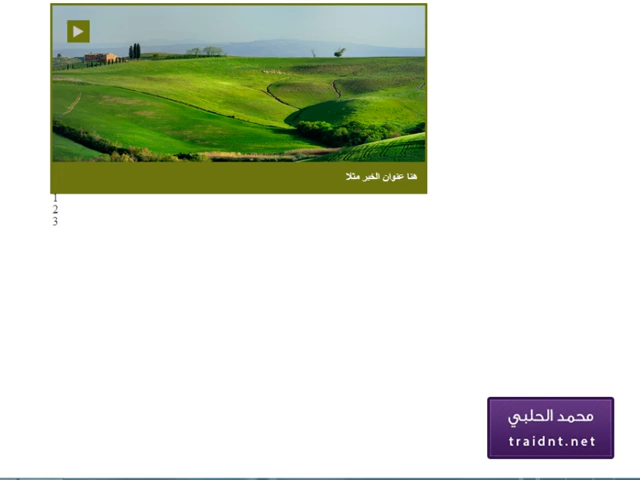 هنا عنوان الخبر مثلا
1
2
3
محمد الحلبي
traidnt.net